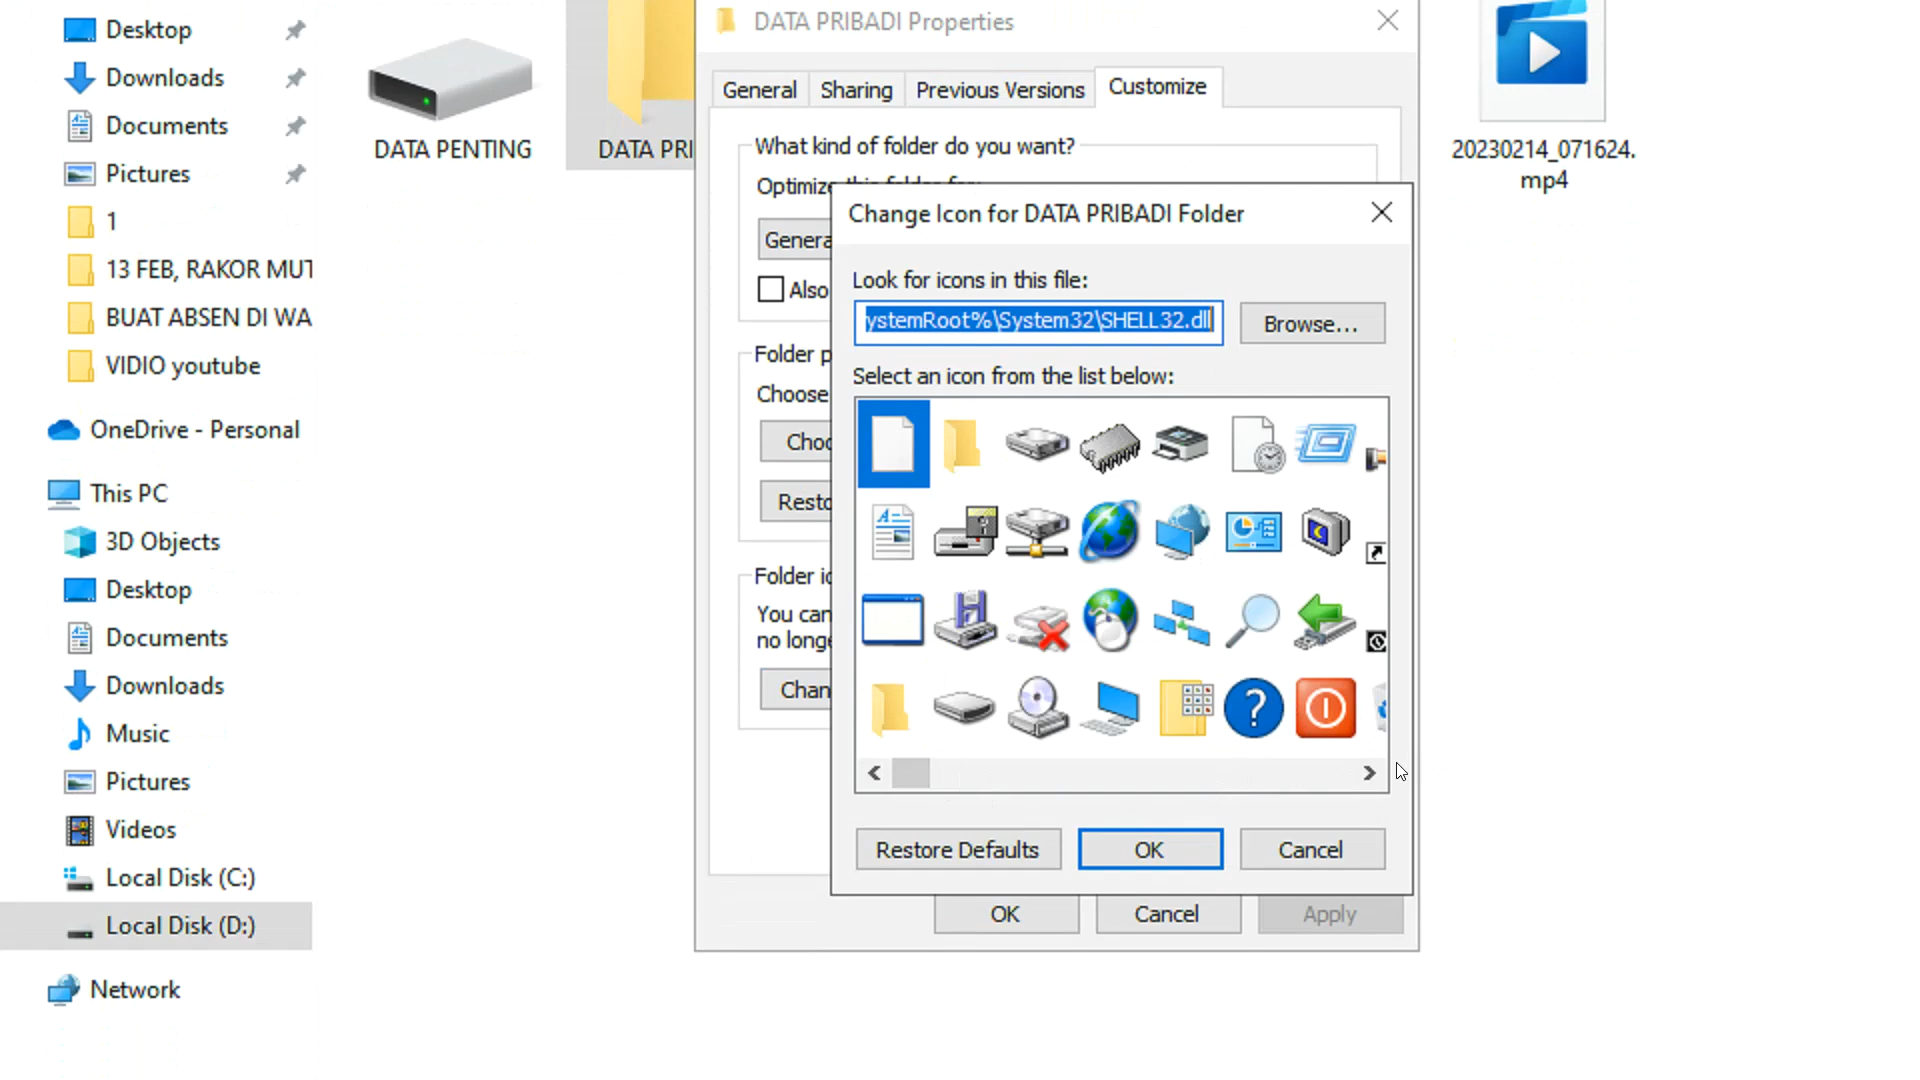 Desktop
Downloads
Documents
Pictures
1
13 FEB, RAKOR MUT
BUAT ABSEN DI WA
VIDIO youtube
OneDrive - Personal
This PC
3D Objects
Desktop
Documents
Downloads
Music
Pictures
Videos
Local Disk (C:)
Local Disk (D:)
Network
DATA PENTING
DATA PRI
DATA PRIBADI Properties
General
Sharing
Previous Versions
Customize
What kind of folder do you want?
Optimize this folder for:
Genera
Also
Folder p
Choose
Choo
Resto
Folder ic
You can
no longe
Chan
OK
Cancel
Apply
Change Icon for DATA PRIBADI Folder
Look for icons in this file:
ystemRoot%\System32\SHELL32.dll
Browse...
Select an icon from the list below:
Restore Defaults
OK
Cancel
20230214_071624.
mp4